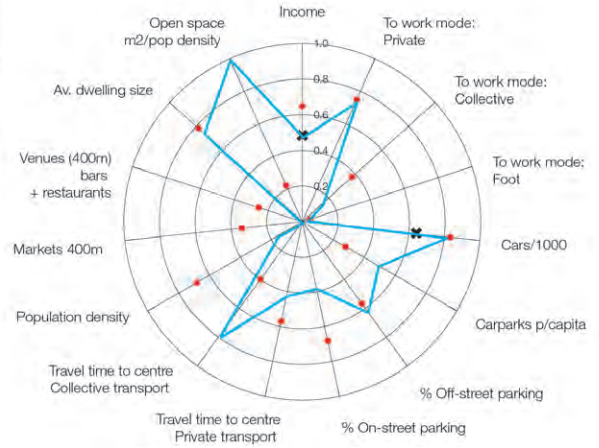 Income
To work mode:
Private
To work mode:
Collective
To work mode:
Foot
Cars/1000
Carparks p/capita
% Off-street parking
% On-street parking
Travel time to centre
Private transport
Travel time to centre
Collective transport
Population density
Markets 400m
Venues (400m)
bars
+ restaurants
Av. dwelling size
Open space
m2/pop density
1.0
0.8
0.6
0.4
0.2